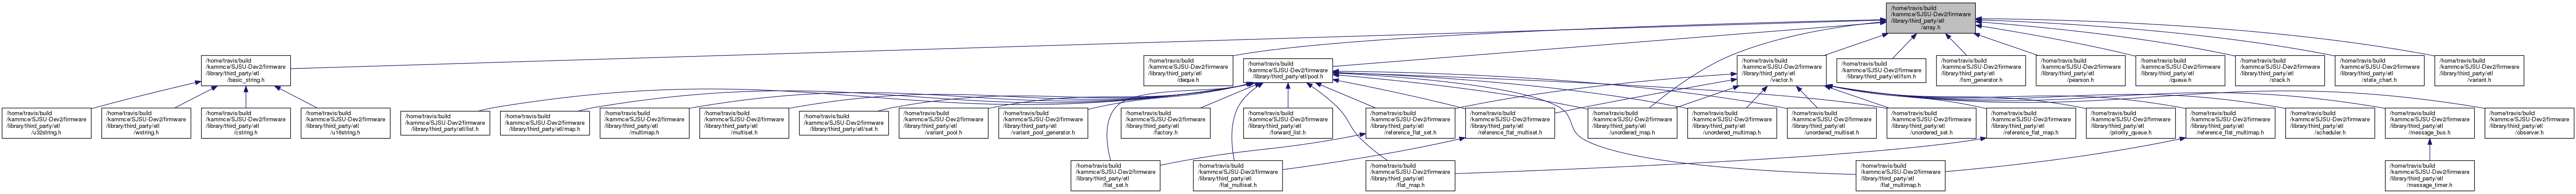 /home/travis/build
/kammce/SJSU-Dev2/firmware
/library/third_party/etl
/array.h
/home/travis/build
/kammce/SJSU-Dev2/firmware
/library/third_party/etl
/basic_string.h
/home/travis/build
/kammce/SJSU-Dev2/firmware
/library/third_party/etl
/deque.h
/home/travis/build
/kammce/SJSU-Dev2/firmware
/library/third_party/etl/pool.h
/home/travis/build
/kammce/SJSU-Dev2/firmware
/library/third_party/etl
/vector.h
/home/travis/build
/kammce/SJSU-Dev2/firmware
/library/third_party/etl/fsm.h
/home/travis/build
/kammce/SJSU-Dev2/firmware
/library/third_party/etl
/fsm_generator.h
/home/travis/build
/kammce/SJSU-Dev2/firmware
/library/third_party/etl
/pearson.h
/home/travis/build
/kammce/SJSU-Dev2/firmware
/library/third_party/etl
/queue.h
/home/travis/build
/kammce/SJSU-Dev2/firmware
/library/third_party/etl
/stack.h
/home/travis/build
/kammce/SJSU-Dev2/firmware
/library/third_party/etl
/state_chart.h
/home/travis/build
/kammce/SJSU-Dev2/firmware
/library/third_party/etl
/variant.h
/home/travis/build
/kammce/SJSU-Dev2/firmware
/library/third_party/etl
/u32string.h
/home/travis/build
/kammce/SJSU-Dev2/firmware
/library/third_party/etl
/wstring.h
/home/travis/build
/kammce/SJSU-Dev2/firmware
/library/third_party/etl
/cstring.h
/home/travis/build
/kammce/SJSU-Dev2/firmware
/library/third_party/etl
/u16string.h
/home/travis/build
/kammce/SJSU-Dev2/firmware
/library/third_party/etl/list.h
/home/travis/build
/kammce/SJSU-Dev2/firmware
/library/third_party/etl/map.h
/home/travis/build
/kammce/SJSU-Dev2/firmware
/library/third_party/etl
/multimap.h
/home/travis/build
/kammce/SJSU-Dev2/firmware
/library/third_party/etl
/multiset.h
/home/travis/build
/kammce/SJSU-Dev2/firmware
/library/third_party/etl/set.h
/home/travis/build
/kammce/SJSU-Dev2/firmware
/library/third_party/etl
/variant_pool.h
/home/travis/build
/kammce/SJSU-Dev2/firmware
/library/third_party/etl
/variant_pool_generator.h
/home/travis/build
/kammce/SJSU-Dev2/firmware
/library/third_party/etl
/factory.h
/home/travis/build
/kammce/SJSU-Dev2/firmware
/library/third_party/etl
/forward_list.h
/home/travis/build
/kammce/SJSU-Dev2/firmware
/library/third_party/etl
/reference_flat_set.h
/home/travis/build
/kammce/SJSU-Dev2/firmware
/library/third_party/etl
/reference_flat_multiset.h
/home/travis/build
/kammce/SJSU-Dev2/firmware
/library/third_party/etl
/unordered_map.h
/home/travis/build
/kammce/SJSU-Dev2/firmware
/library/third_party/etl
/unordered_multimap.h
/home/travis/build
/kammce/SJSU-Dev2/firmware
/library/third_party/etl
/unordered_multiset.h
/home/travis/build
/kammce/SJSU-Dev2/firmware
/library/third_party/etl
/unordered_set.h
/home/travis/build
/kammce/SJSU-Dev2/firmware
/library/third_party/etl
/reference_flat_map.h
/home/travis/build
/kammce/SJSU-Dev2/firmware
/library/third_party/etl
/priority_queue.h
/home/travis/build
/kammce/SJSU-Dev2/firmware
/library/third_party/etl
/reference_flat_multimap.h
/home/travis/build
/kammce/SJSU-Dev2/firmware
/library/third_party/etl
/scheduler.h
/home/travis/build
/kammce/SJSU-Dev2/firmware
/library/third_party/etl
/message_bus.h
/home/travis/build
/kammce/SJSU-Dev2/firmware
/library/third_party/etl
/observer.h
/home/travis/build
/kammce/SJSU-Dev2/firmware
/library/third_party/etl
/flat_set.h
/home/travis/build
/kammce/SJSU-Dev2/firmware
/library/third_party/etl
/flat_multiset.h
/home/travis/build
/kammce/SJSU-Dev2/firmware
/library/third_party/etl
/flat_map.h
/home/travis/build
/kammce/SJSU-Dev2/firmware
/library/third_party/etl
/flat_multimap.h
/home/travis/build
/kammce/SJSU-Dev2/firmware
/library/third_party/etl
/message_timer.h